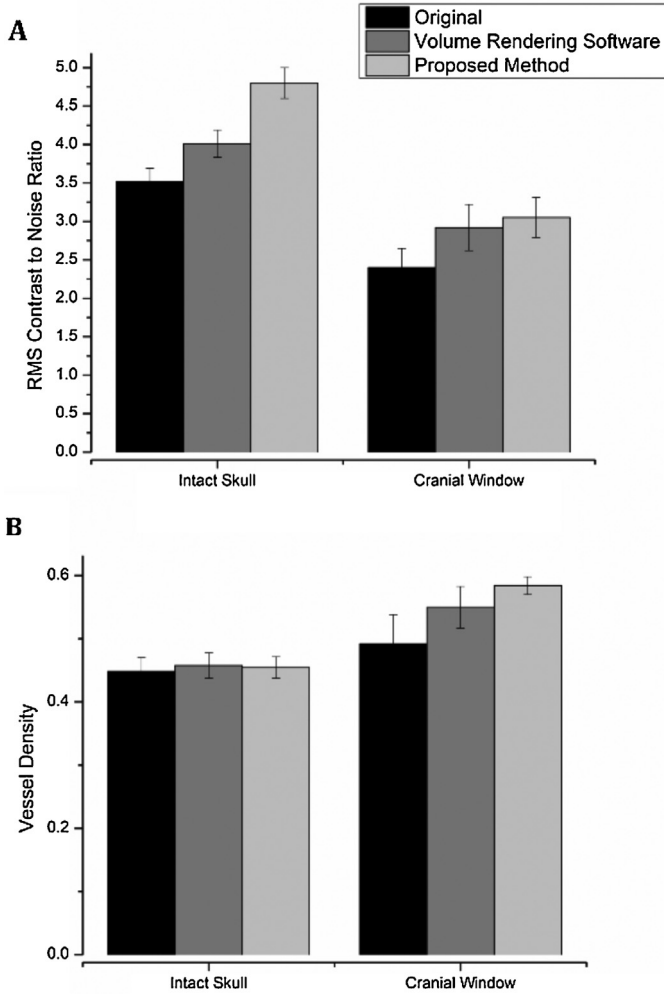 A
Original
Volume Rendering Software
Proposed Method
RMS Contrast to Noise Ratio
5.0
4.5
4.0
3.5
3.0
2.5
2.0
1.5
1.0
0.5
0.0
Intact Skull Cranial Window
B
Vessel Density
0.6
0.4
0.2
0.0
Intact Skull Cranial Window